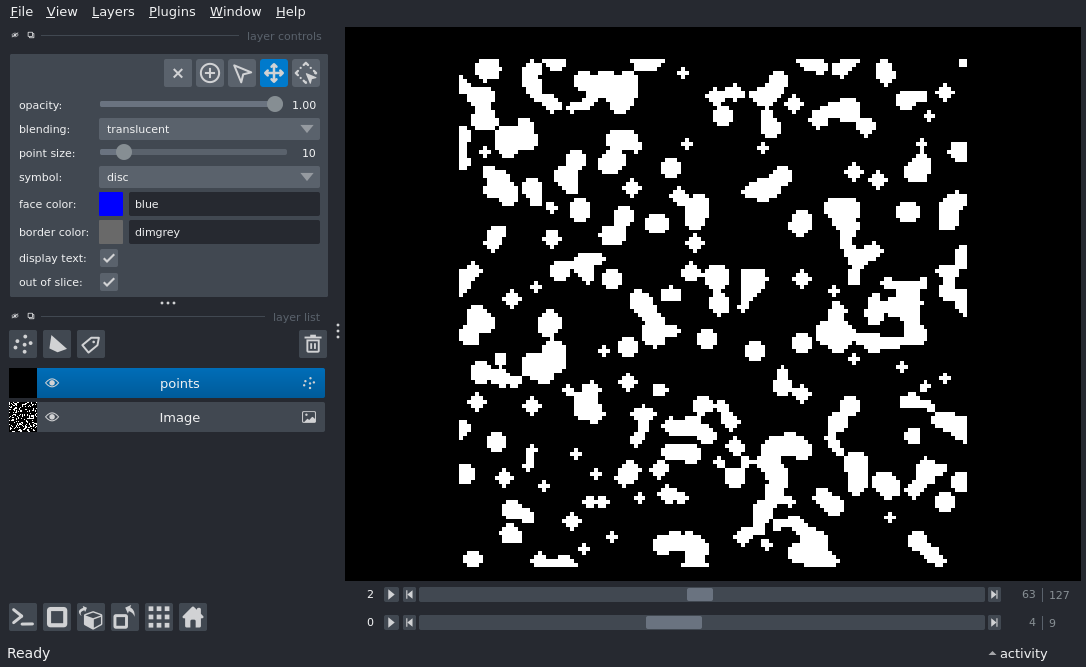 File View Layers Plugins Window Help
layer controls
opacity: 1.00
blending: translucent
point size: 10
symbol: disc
face color: blue
border color: dimgrey
display text:
out of slice:
layer list
points
Image
2 63 127
0 4 9
Ready activity